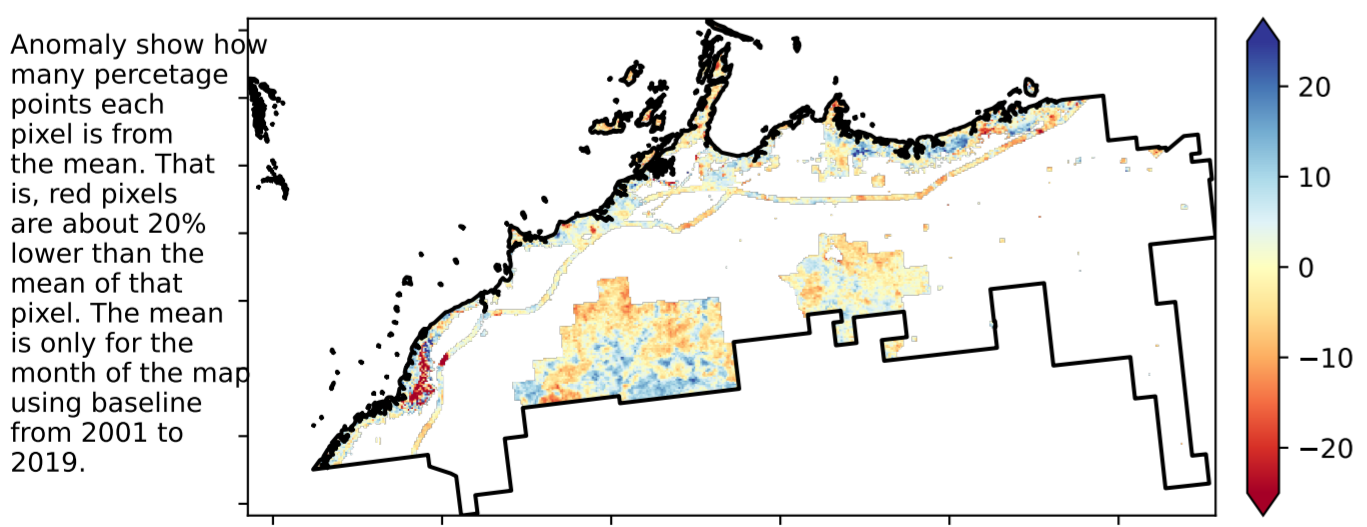 Anomaly show how
many percetage
points each
pixel is from
the mean. That
is, red pixels
are about 20%
lower than the
mean of that
pixel. The mean
is only for the
month of the map
using baseline
from 2001 to
2019.
20
10
0
−10
−20